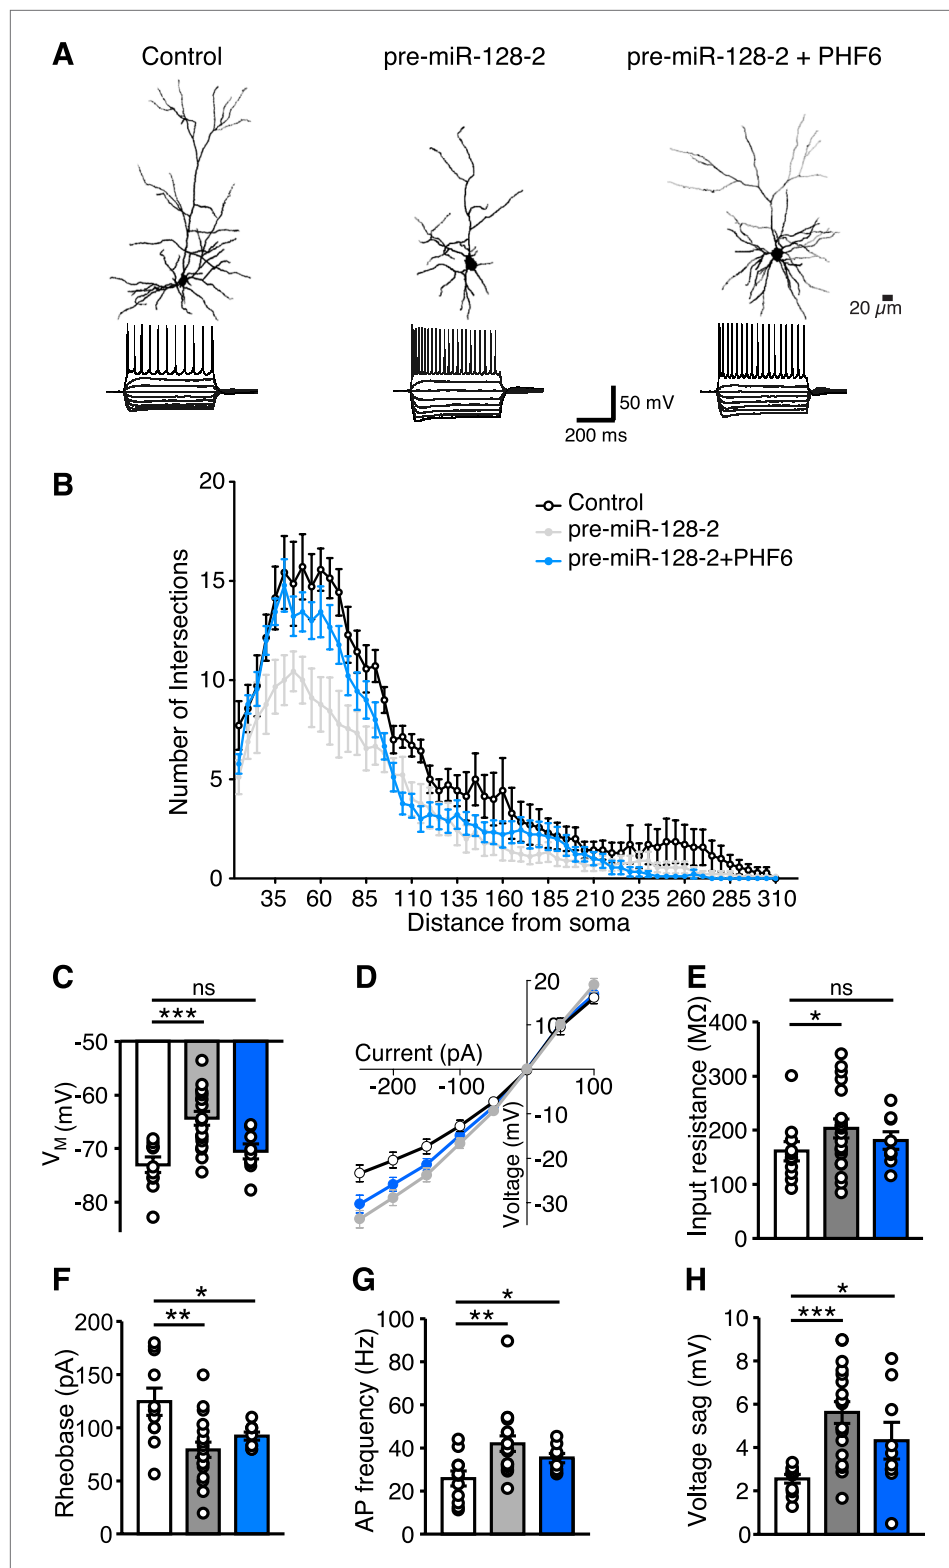 A
Control
pre-miR-128-2
pre-miR-128-2 + PHF6
20 µm
50 mV
200 ms
B
20
15
10
5
0
Number of Intersections
Control
pre-miR-128-2
pre-miR-128-2+PHF6
35 60 85 110 135 160 185 210 235 260 285 310
Distance from soma
C
ns
***
-50
-60
-70
-80
VM (mV)
D
20
10
Current (pA)
-200 -100 100
-10
-20
-30
Voltage (mV)
E
ns
*
400
300
200
100
0
Input resistance (MΩ)
F
*
**
200
150
100
50
0
Rheobase (pA)
G
*
**
100
80
60
40
20
0
AP frequency (Hz)
H
*
***
10
8
6
4
2
0
Voltage sag (mV)